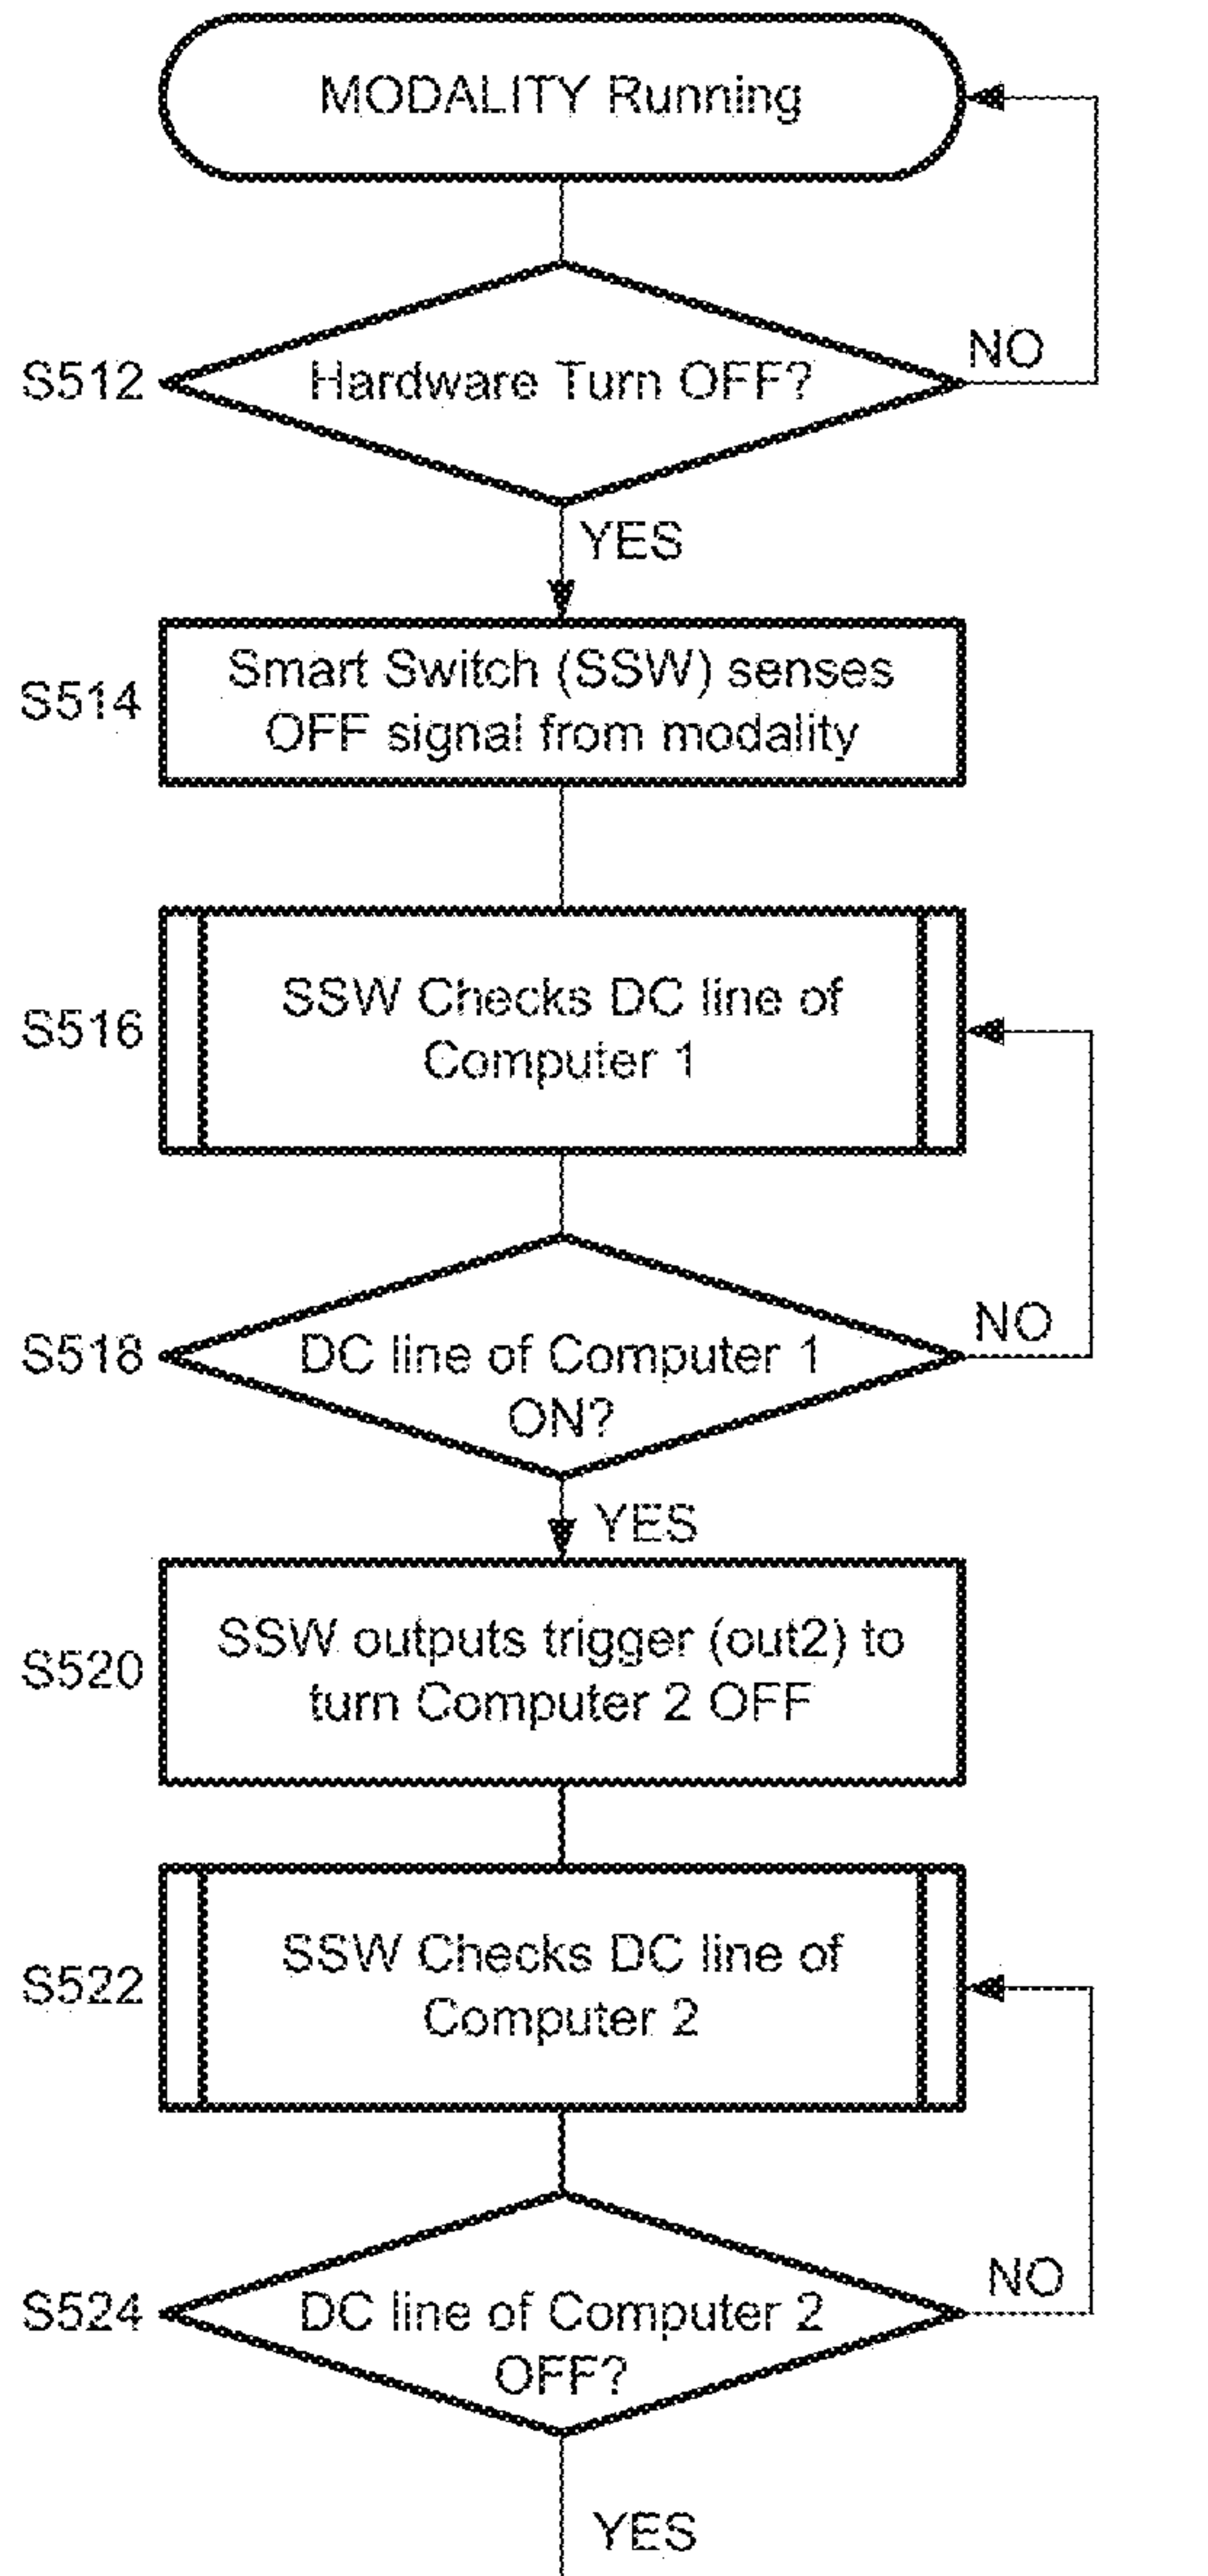 MODALITY Running
NO
S512
Hardware Turn OFF?
YES
S514
Smart Switch (SSW) senses
OFF signal from modality
S516
SSW Checks DC line of
Computer 1
NO
S518
DC line of Computer 1
ON?
YES
S520
SSW outputs trigger (out2) to
turn Computer 2 OFF
S522
SSW Checks DC line of
Computer 2
NO
S524
DC line of Computer 2
OFF?
YES